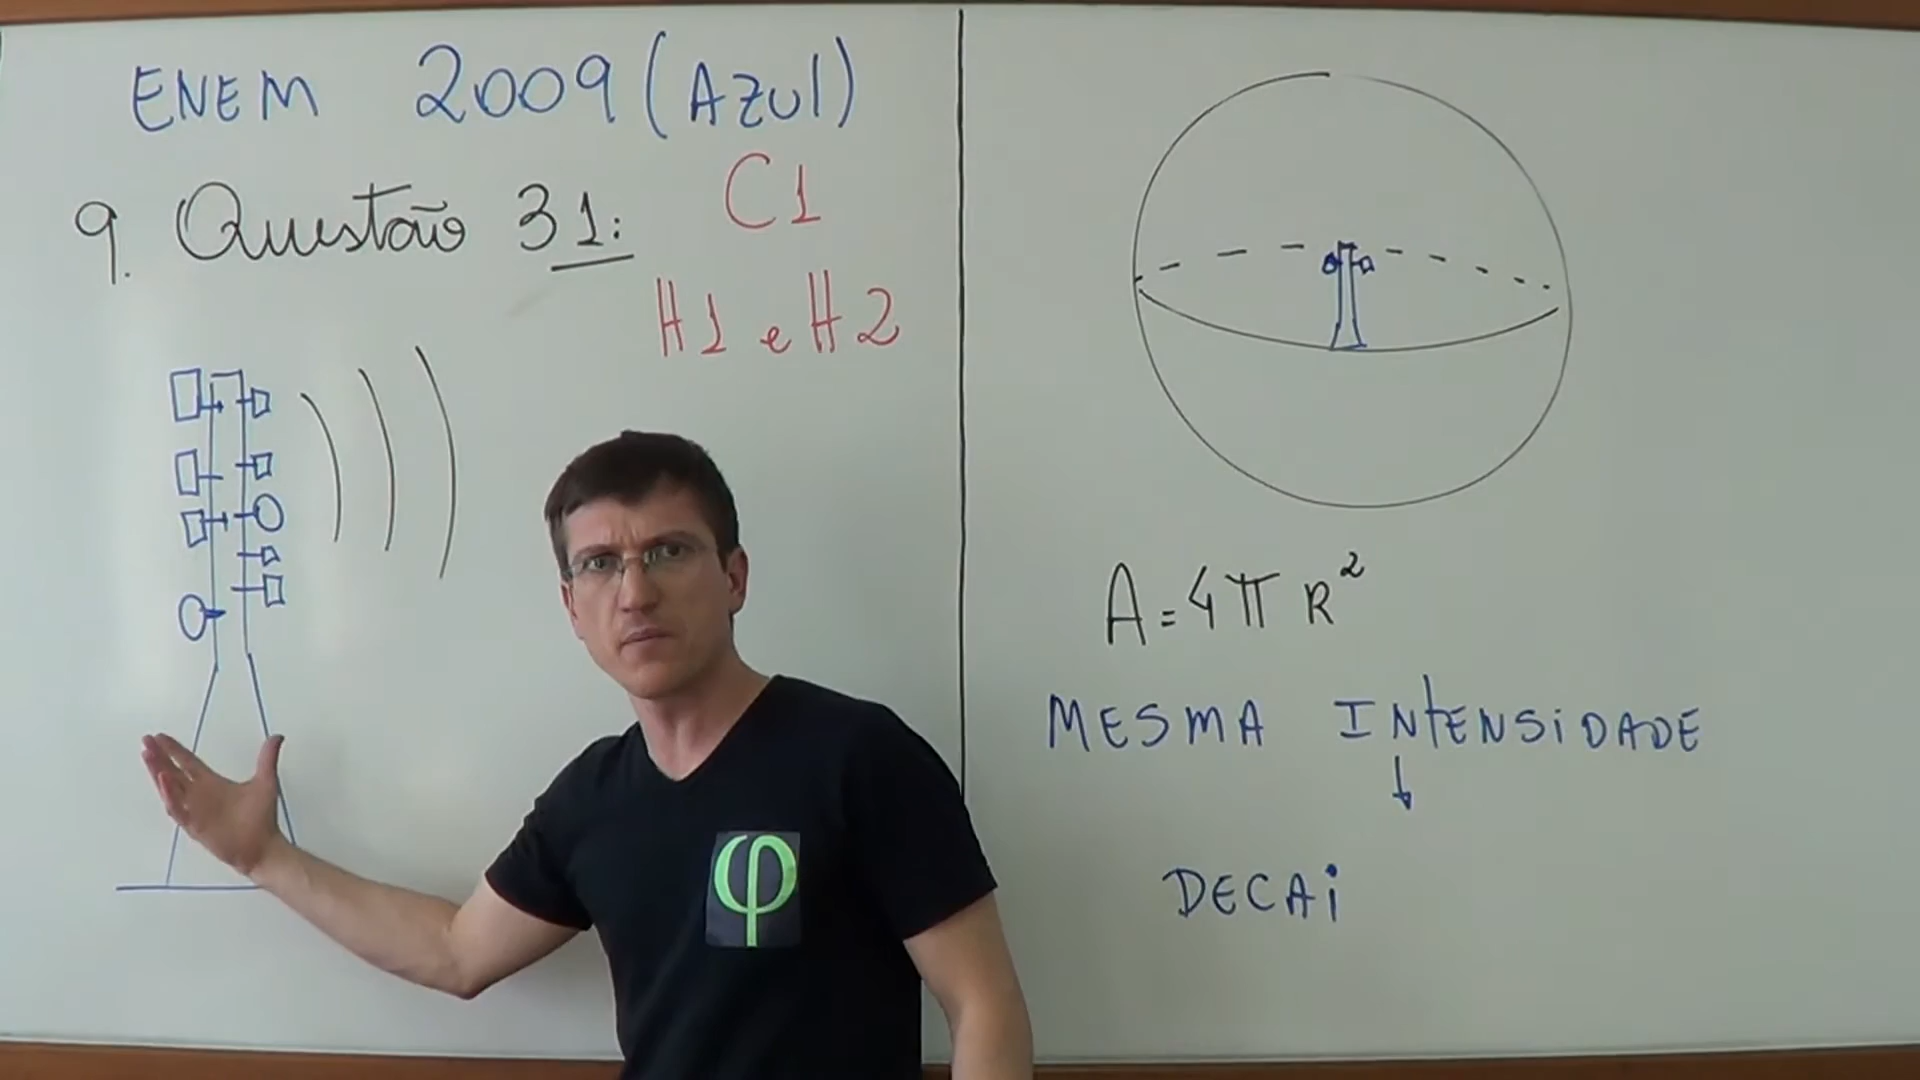 ENEM 2009 (AZUL)
9. Questão 31:
C1
H1 e H2
φ
A = 4π R²
MESMA INTENSIDADE
↓
DECAI